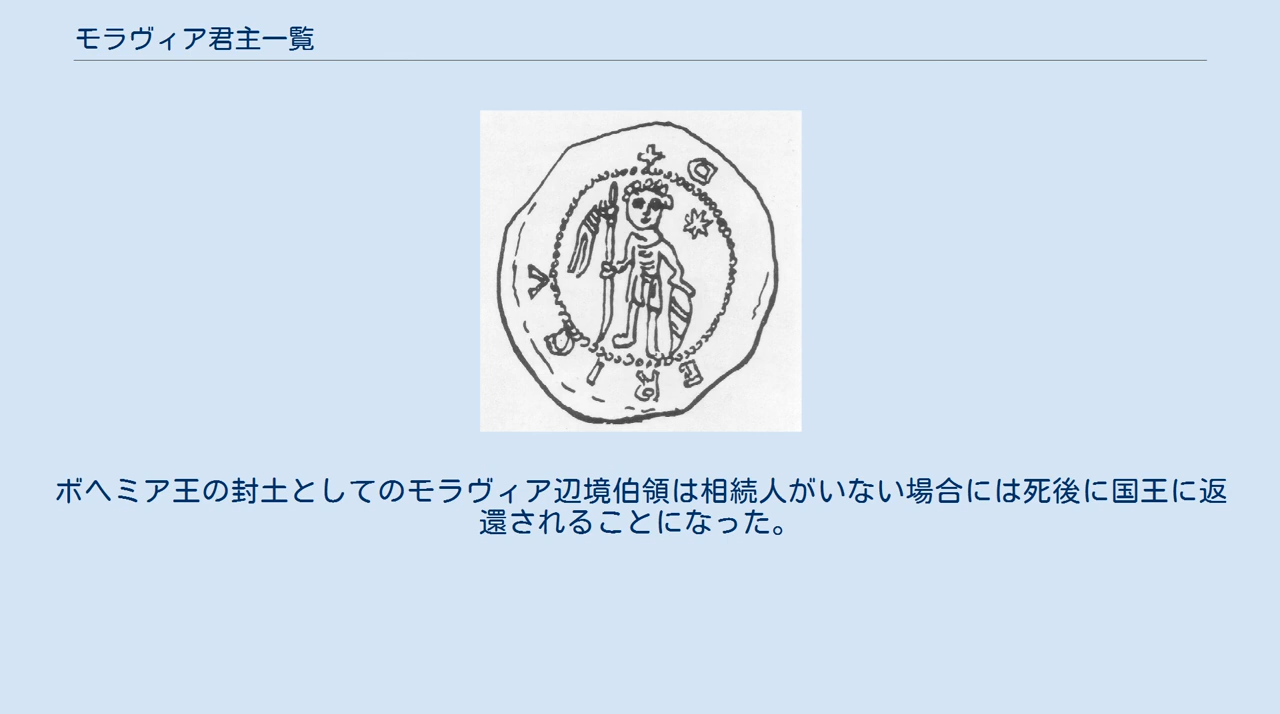 モラヴィア君主一覧
ボヘミア王の封土としてのモラヴィア辺境伯領は相続人がいない場合には死後に国王に返
還されることになった。